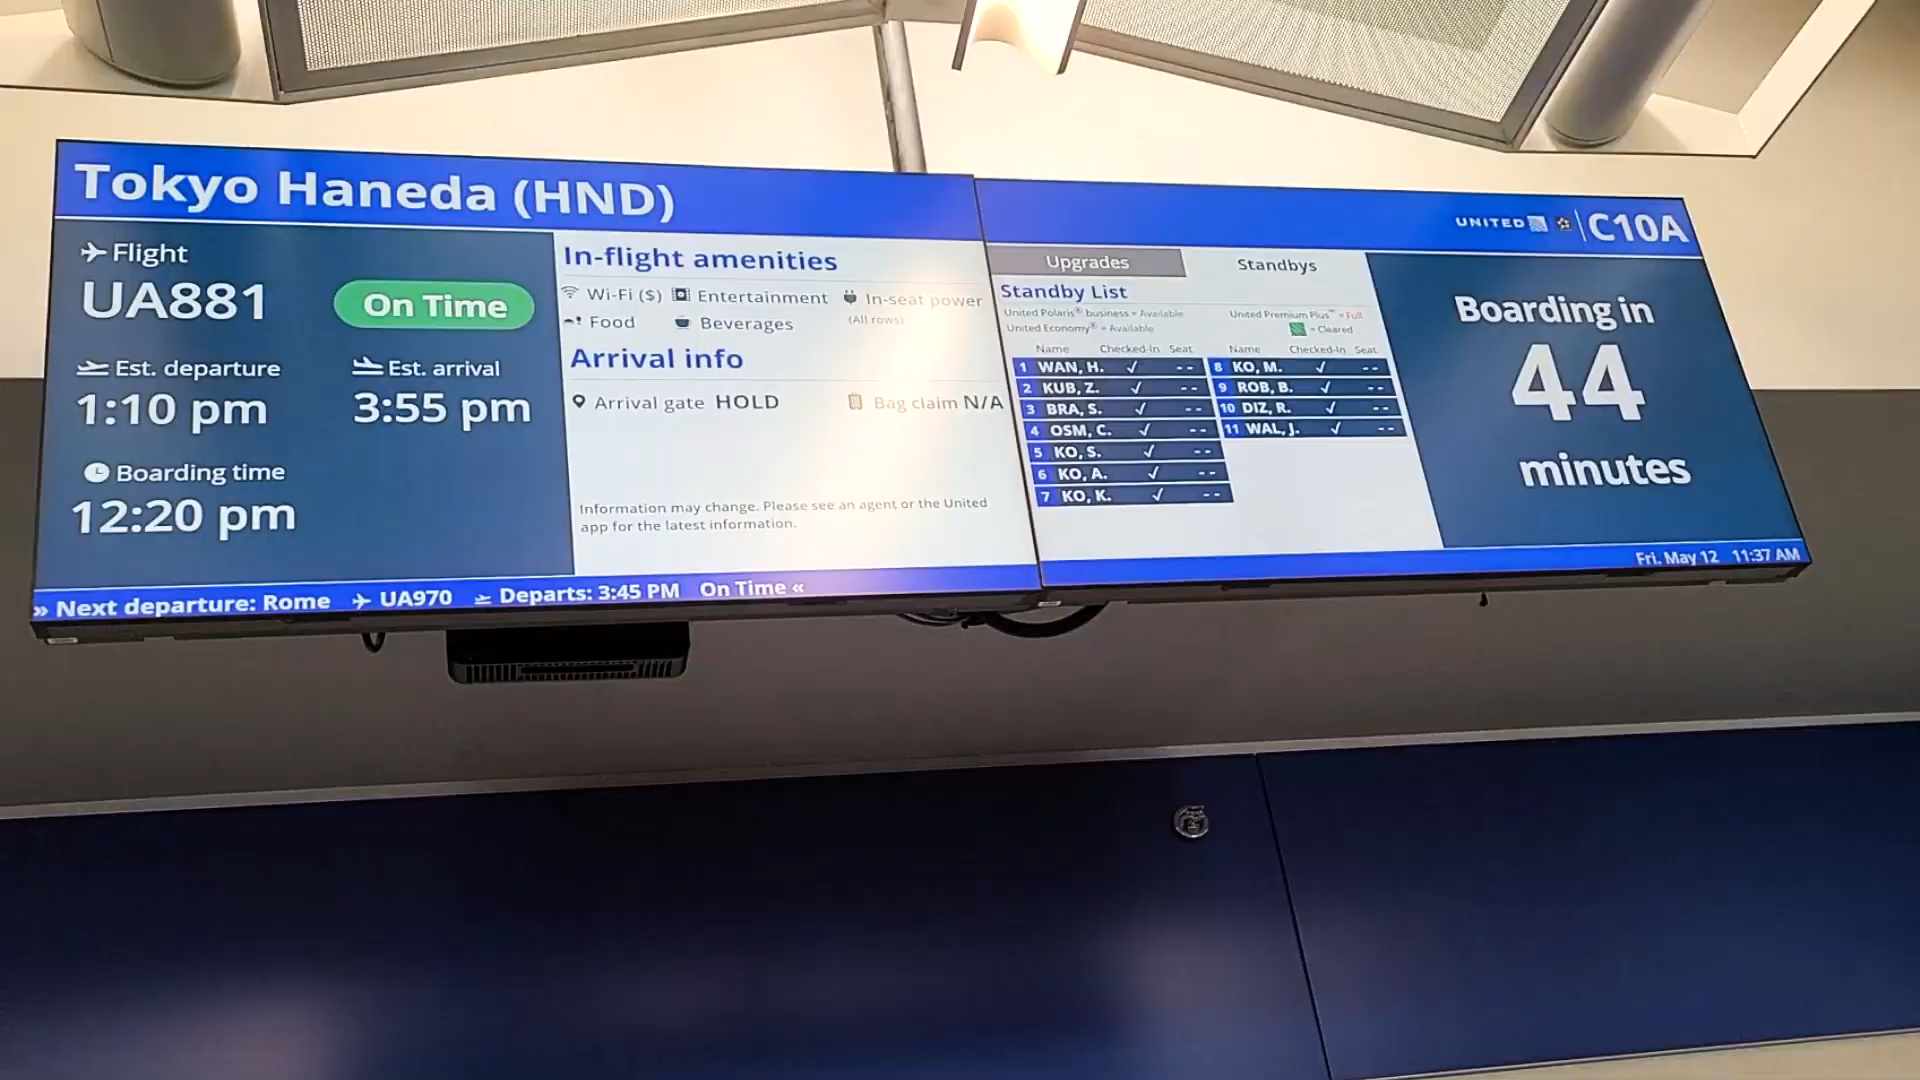 Tokyo Haneda (HND)
Flight
UA881
On Time
Est. departure
1:10 pm
Est. arrival
3:55 pm
Boarding time
12:20 pm
In-flight amenities
Wi-Fi ($) Entertainment In-seat power
(All rows)
Food Beverages
Arrival info
Arrival gate HOLD Bag claim N/A
Information may change. Please see an agent or the United
app for the latest information.
» Next departure: Rome UA970 Departs: 3:45 PM On Time «
UNITED C10A
Upgrades Standbys
Standby List
United Polaris® business = Available United Premium Plus™ = Full
United Economy® = Available = Cleared
Name Checked-In Seat Name Checked-In Seat
1 WAN, H. ✓ -- 8 KO, M. ✓ --
2 KUB, Z. ✓ -- 9 ROB, B. ✓ --
3 BRA, S. ✓ -- 10 DIZ, R. ✓ --
4 OSM, C. ✓ -- 11 WAL, J. ✓ --
5 KO, S. ✓ --
6 KO, A. ✓ --
7 KO, K. ✓ --
Boarding in
44
minutes
Fri. May 12 11:37 AM